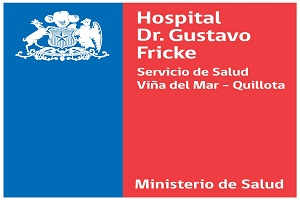 Hospital
Dr. Gustavo
Fricke
Servicio de Salud
Viña del Mar – Quillota
Ministerio de Salud